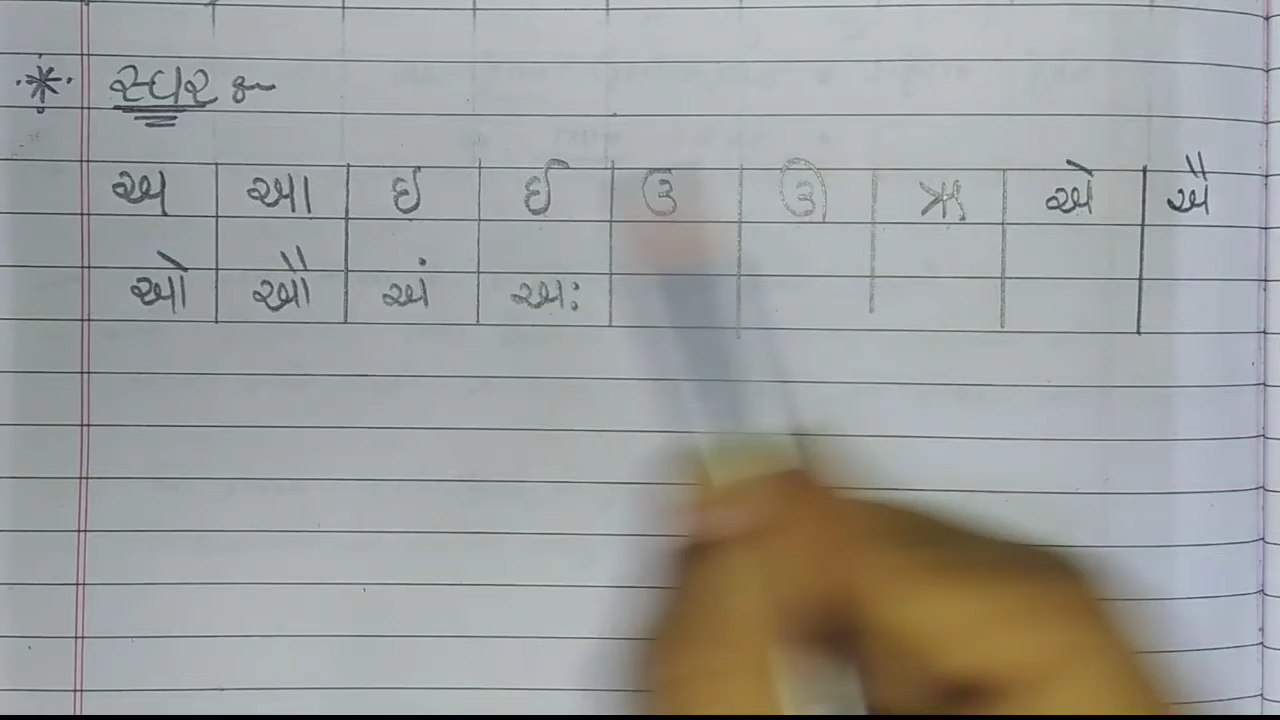 * સ્વર :-
અ આ ઇ ઈ ઉ ઊ ઋ એ ઐ
ઓ ઔ અં અઃ